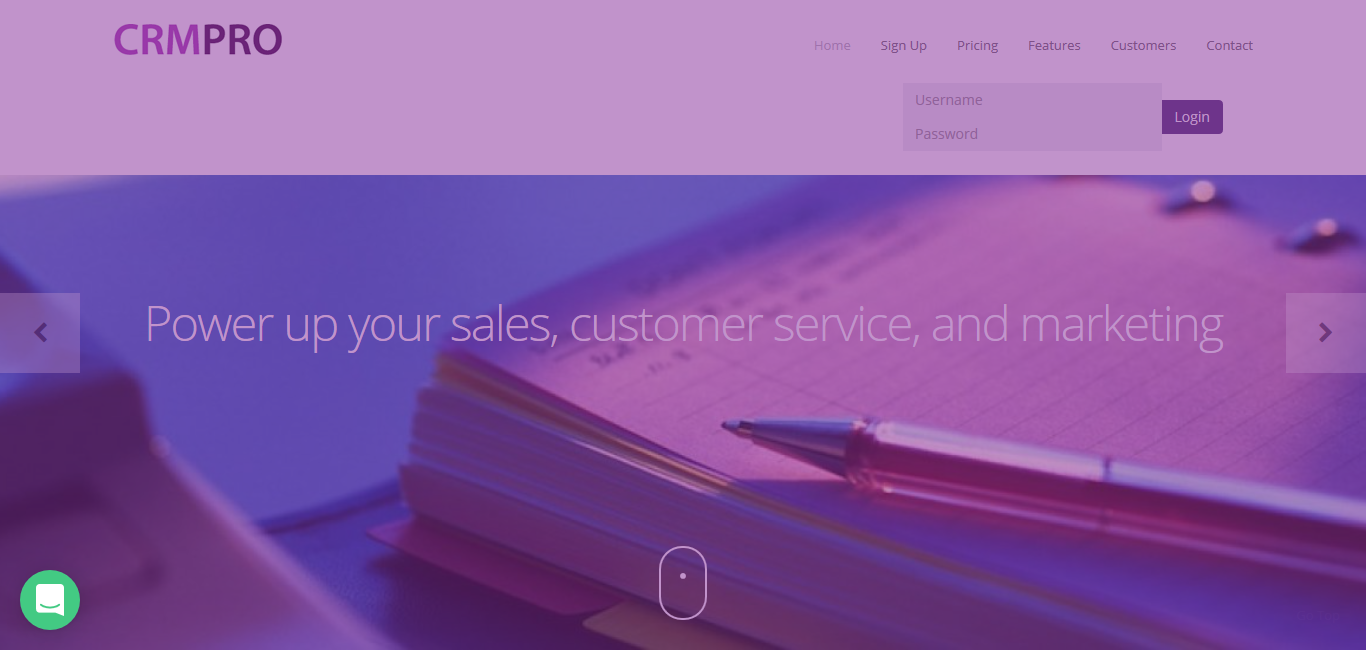 CRMPRO
Home Sign Up Pricing Features Customers Contact
Username
Password
Login
Power up your sales, customer service, and marketing